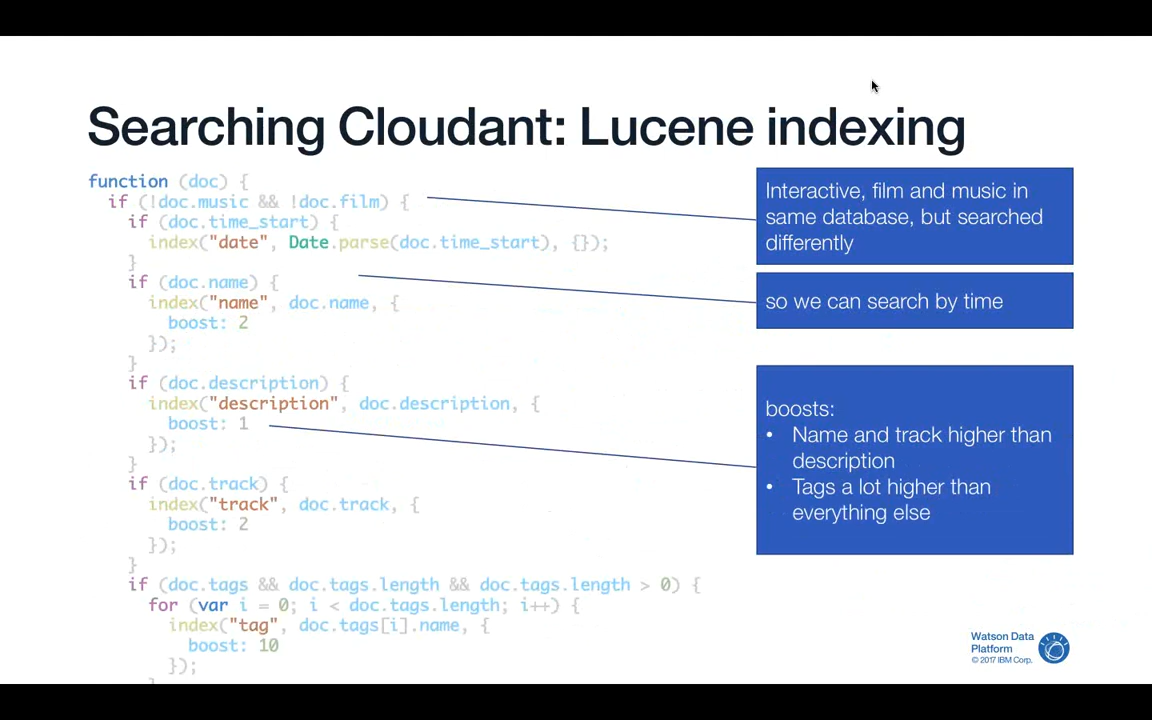 Searching Cloudant: Lucene indexing
function (doc) {
if (!doc.music && !doc.film) {
if (doc.time_start) {
index("date", Date.parse(doc.time_start), {});
}
if (doc.name) {
index("name", doc.name, {
boost: 2
});
}
if (doc.description) {
index("description", doc.description, {
boost: 1
});
}
if (doc.track) {
index("track", doc.track, {
boost: 2
});
}
if (doc.tags && doc.tags.length && doc.tags.length > 0) {
for (var i = 0; i < doc.tags.length; i++) {
index("tag", doc.tags[i].name, {
boost: 10
});
Interactive, film and music in
same database, but searched
differently
so we can search by time
boosts:
• Name and track higher than
description
• Tags a lot higher than
everything else
Watson Data
Platform
© 2017 IBM Corp.